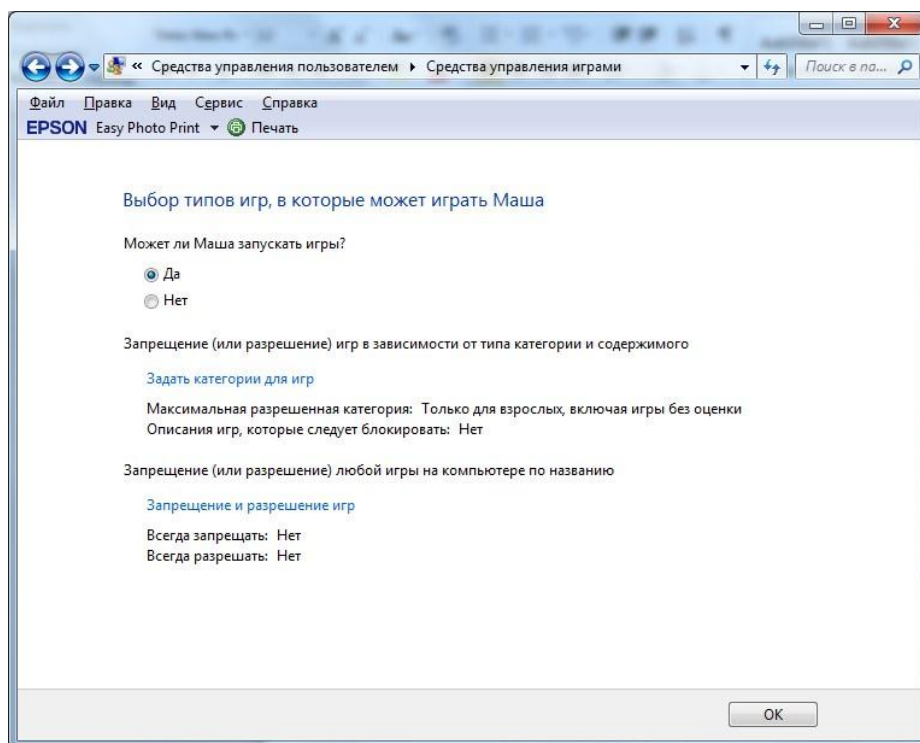 « Средства управления пользователем ▸ Средства управления играми Поиск в па...
Файл Правка Вид Сервис Справка
EPSON Easy Photo Print Печать
Выбор типов игр, в которые может играть Маша
Может ли Маша запускать игры?
Да
Нет
Запрещение (или разрешение) игр в зависимости от типа категории и содержимого
Задать категории для игр
Максимальная разрешенная категория: Только для взрослых, включая игры без оценки
Описания игр, которые следует блокировать: Нет
Запрещение (или разрешение) любой игры на компьютере по названию
Запрещение и разрешение игр
Всегда запрещать: Нет
Всегда разрешать: Нет
OK